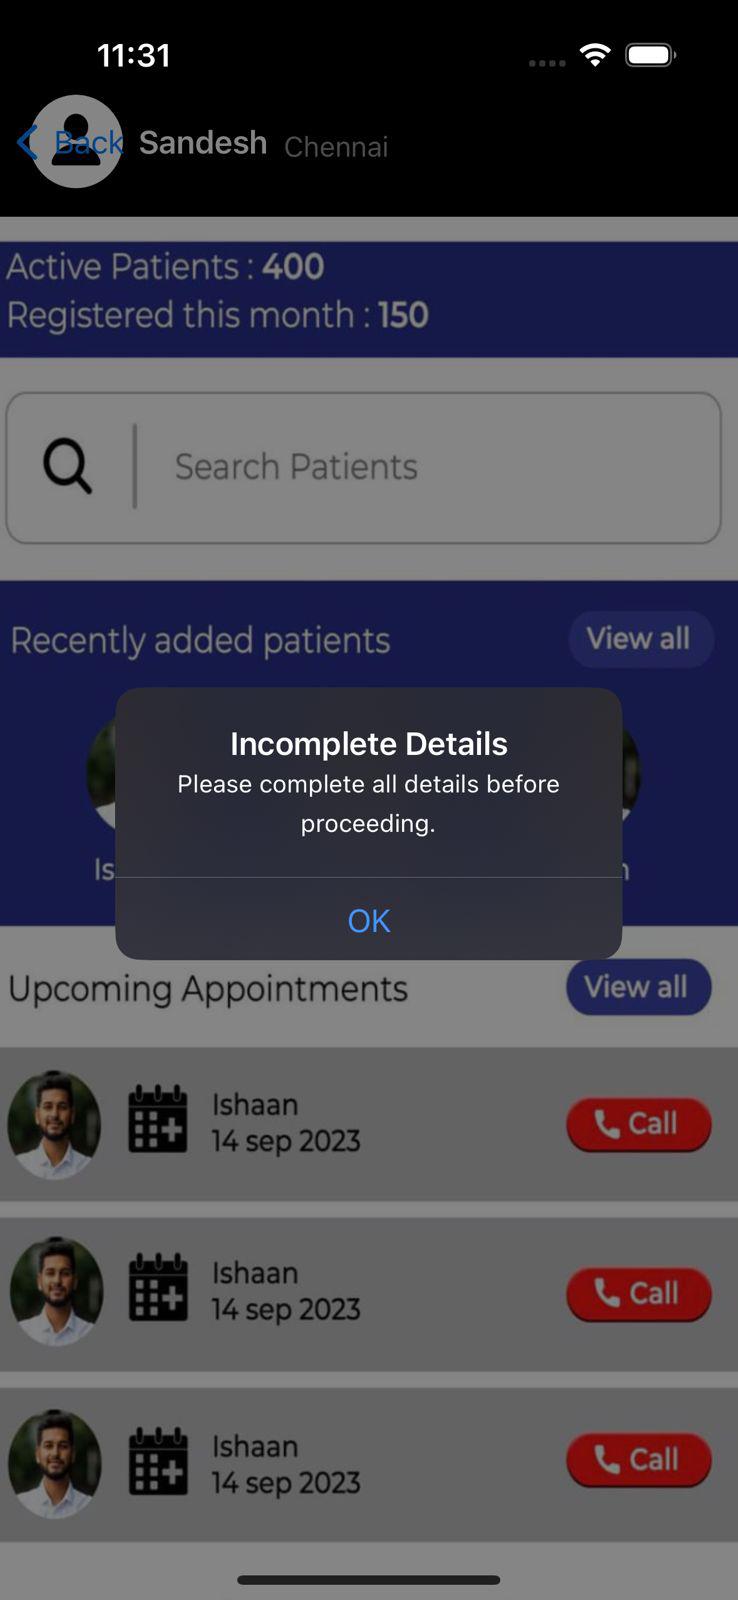 11:31
Back Sandesh Chennai
Active Patients : 400
Registered this month : 150
Search Patients
Recently added patients View all
Incomplete Details
Please complete all details before
proceeding.
OK
Upcoming Appointments View all
Ishaan
14 sep 2023
Call
Ishaan
14 sep 2023
Call
Ishaan
14 sep 2023
Call